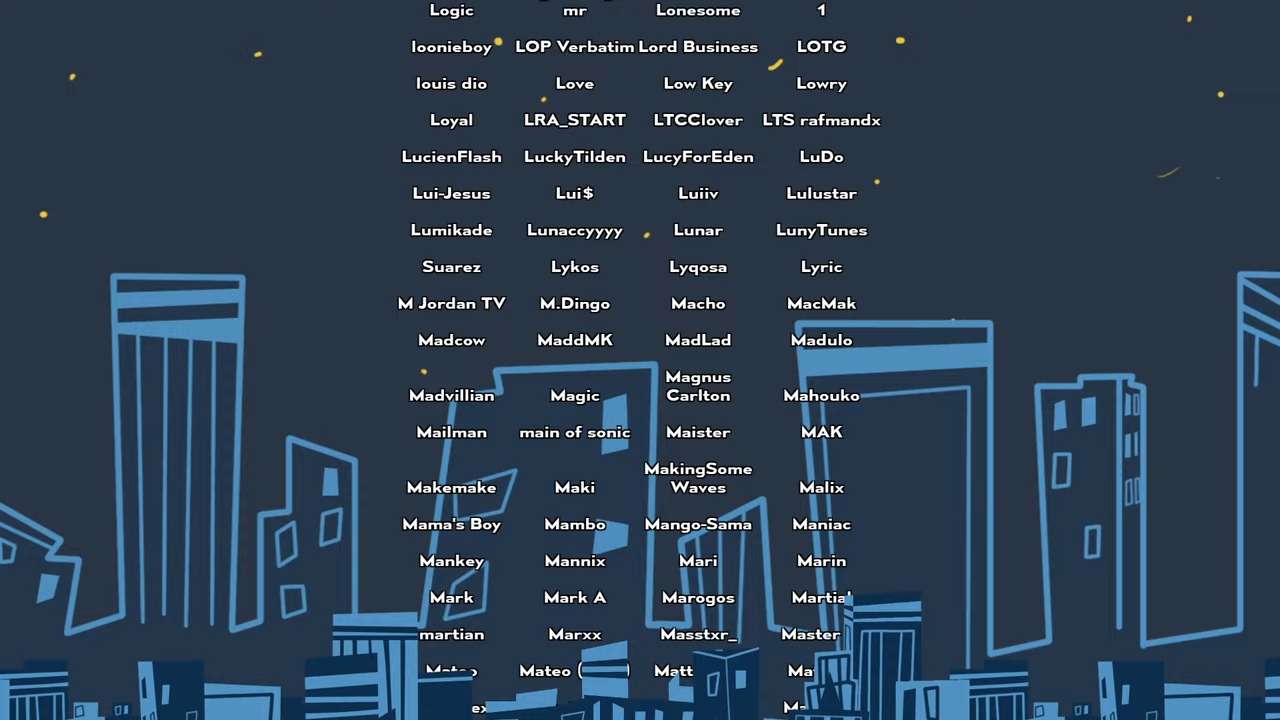 Logic mr Lonesome 1
loonieboy LOP Verbatim Lord Business LOTG
louis dio Love Low Key Lowry
Loyal LRA_START LTCClover LTS rafmandx
LucienFlash LuckyTilden LucyForEden LuDo
Lui-Jesus Lui$ Luiiv Lulustar
Lumikade Lunaccyyyy Lunar LunyTunes
Suarez Lykos Lyqosa Lyric
M Jordan TV M.Dingo Macho MacMak
Madcow MaddMK MadLad Madulo
Magnus
Madvillian Magic Carlton Mahouko
Mailman main of sonic Maister MAK
MakingSome
Makemake Maki Waves Malix
Mama's Boy Mambo Mango-Sama Maniac
Mankey Mannix Mari Marin
Mark Mark A Marogos Martial
martian Marxx Masstxr_ Master
Mateo